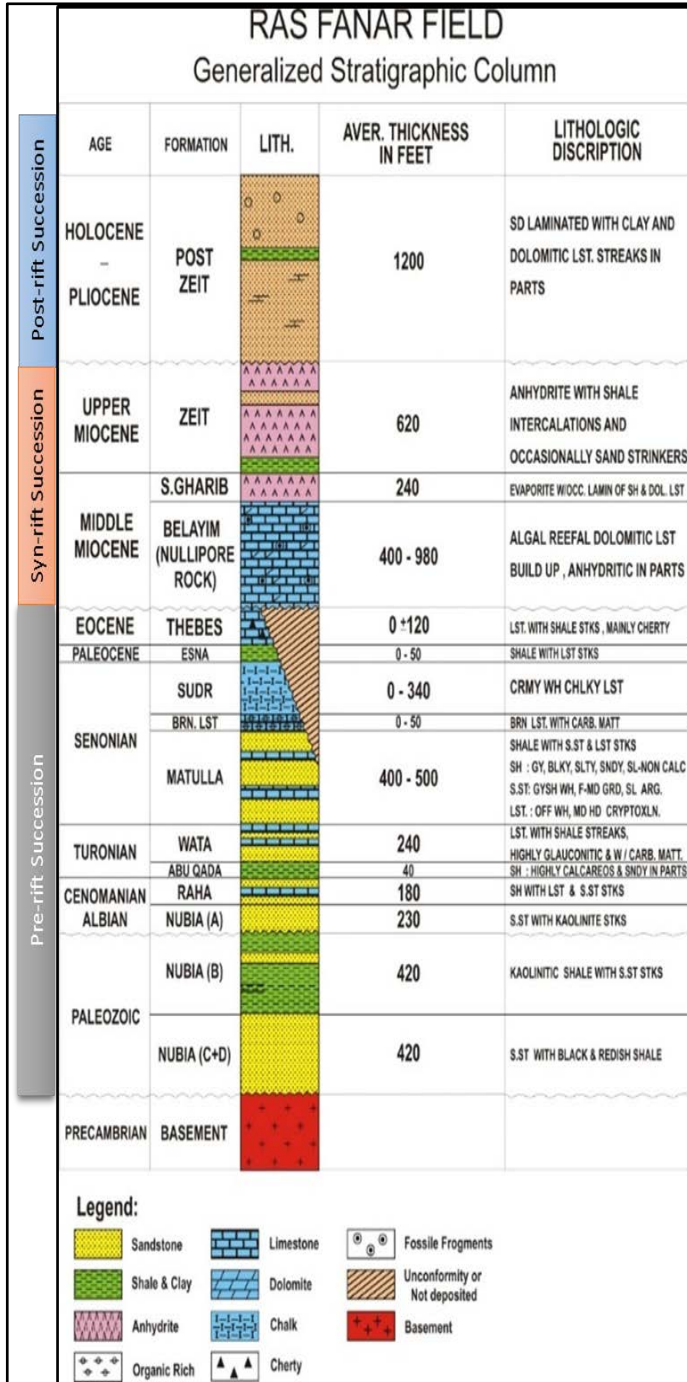 RAS FANAR FIELD
Generalized Stratigraphic Column
AGE
FORMATION
LITH.
AVER. THICKNESS
IN FEET
LITHOLOGIC
DISCRIPTION
Post-rift Succession
HOLOCENE
–
PLIOCENE
POST
ZEIT
1200
SD LAMINATED WITH CLAY AND
DOLOMITIC LST. STREAKS IN
PARTS
Syn-rift Succession
UPPER
MIOCENE
ZEIT
620
ANHYDRITE WITH SHALE
INTERCALATIONS AND
OCCASIONALLY SAND STRINKERS
MIDDLE
MIOCENE
S.GHARIB
240
EVAPORITE W/OCC. LAMIN OF SH & DOL. LST
BELAYIM
(NULLIPORE
ROCK)
400 - 980
ALGAL REEFAL DOLOMITIC LST
BUILD UP , ANHYDRITIC IN PARTS
Pre-rift Succession
EOCENE
THEBES
0 ±120
LST. WITH SHALE STKS , MAINLY CHERTY
PALEOCENE
ESNA
0 - 50
SHALE WITH LST STKS
SENONIAN
SUDR
0 - 340
CRMY WH CHLKY LST
BRN. LST
0 - 50
BRN LST. WITH CARB. MATT
MATULLA
400 - 500
SHALE WITH S.ST & LST STKS
SH : GY, BLKY, SLTY, SNDY, SL-NON CALC
S.ST: GYSH WH, F-MD GRD, SL ARG.
LST. : OFF WH, MD HD CRYPTOXLN.
TURONIAN
WATA
240
LST. WITH SHALE STREAKS,
HIGHLY GLAUCONITIC & W / CARB. MATT.
ABU QADA
40
SH : HIGHLY CALCAREOS & SNDY IN PARTS
CENOMANIAN
ALBIAN
RAHA
180
SH WITH LST & S.ST STKS
NUBIA (A)
230
S.ST WITH KAOLINITE STKS
PALEOZOIC
NUBIA (B)
420
KAOLINITIC SHALE WITH S.ST STKS
NUBIA (C+D)
420
S.ST WITH BLACK & REDISH SHALE
PRECAMBRIAN
BASEMENT
Legend:
Sandstone
Limestone
Fossile Frogments
Shale & Clay
Dolomite
Unconformity or
Not deposited
Anhydrite
Chalk
Basement
Organic Rich
Cherty